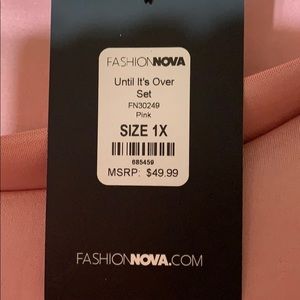 FASHIONNOVA
Until It's Over
Set
FN30249
Pink
SIZE 1X
685459
MSRP: $49.99
FASHIONNOVA.COM